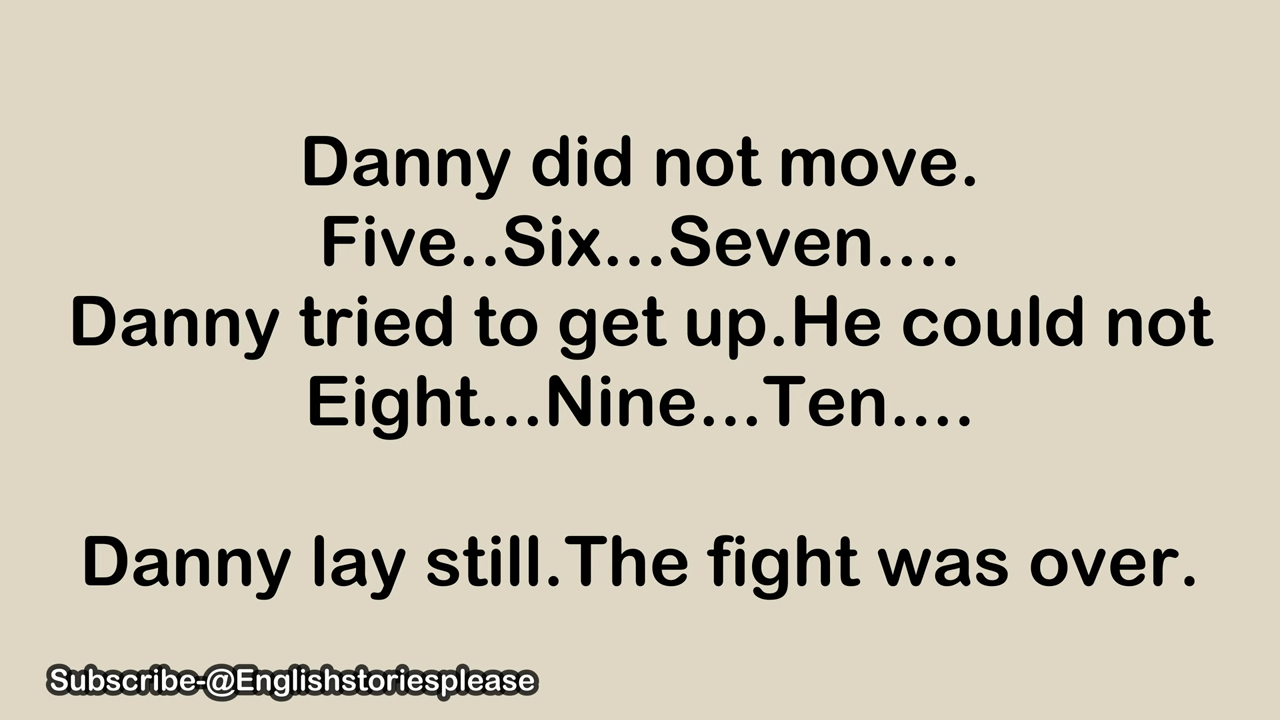 Danny did not move.
Five..Six...Seven....
Danny tried to get up.He could not
Eight...Nine...Ten....
Danny lay still.The fight was over.
Subscribe-@Englishstoriesplease